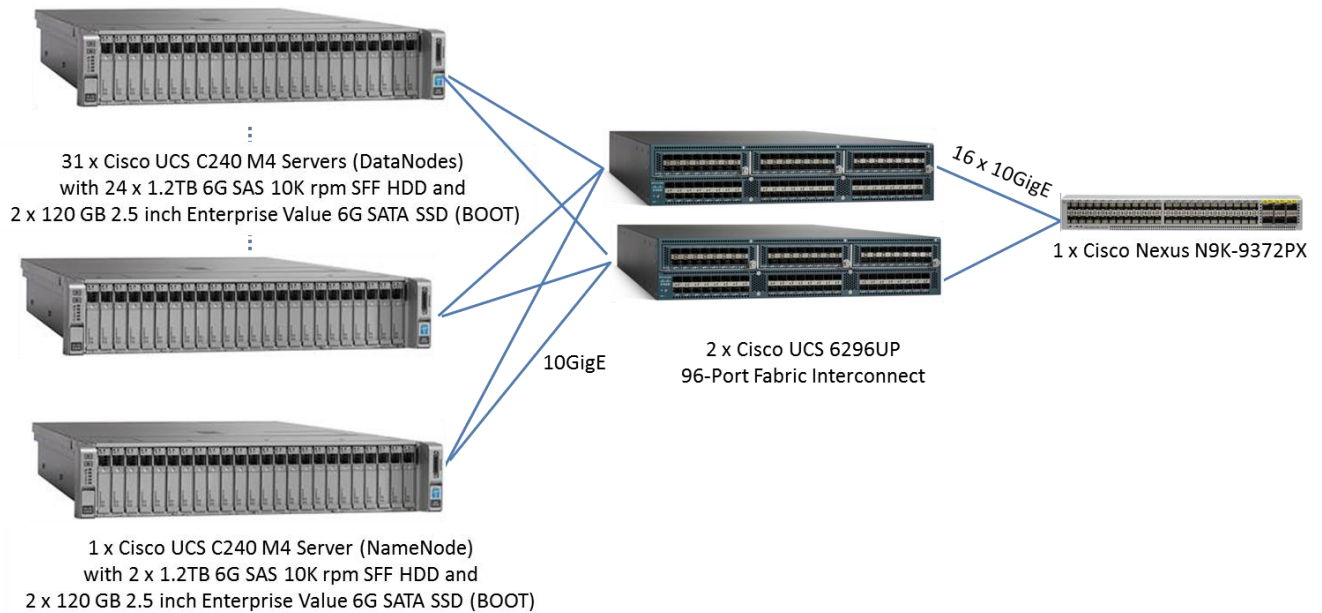 31 x Cisco UCS C240 M4 Servers (DataNodes)
with 24 x 1.2TB 6G SAS 10K rpm SFF HDD and
2 x 120 GB 2.5 inch Enterprise Value 6G SATA SSD (BOOT)
10GigE
1 x Cisco UCS C240 M4 Server (NameNode)
with 2 x 1.2TB 6G SAS 10K rpm SFF HDD and
2 x 120 GB 2.5 inch Enterprise Value 6G SATA SSD (BOOT)
2 x Cisco UCS 6296UP
96-Port Fabric Interconnect
16 x 10GigE
1 x Cisco Nexus N9K-9372PX